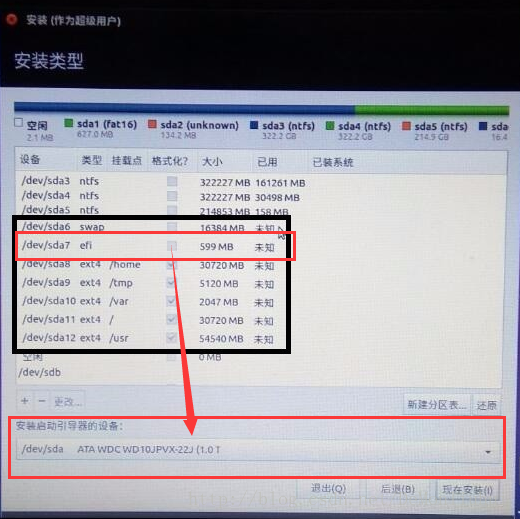 安装 (作为超级用户)
安装类型
空闲 sda1 (fat16) sda2 (unknown) sda3 (ntfs) sda4 (ntfs) sda5 (ntfs) sda
2.1 MB 627.0 MB 134.2 MB 322.2 GB 322.2 GB 214.9 GB 16.4
设备 类型 挂载点 格式化? 大小 已用 已装系统
/dev/sda3 ntfs 322227 MB 161261 MB
/dev/sda4 ntfs 322227 MB 30498 MB
/dev/sda5 ntfs 214853 MB 158 MB
/dev/sda6 swap 16384 MB 未知
/dev/sda7 efi 599 MB 未知
/dev/sda8 ext4 /home 30720 MB 未知
/dev/sda9 ext4 /tmp 5120 MB 未知
/dev/sda10 ext4 /var 2047 MB 未知
/dev/sda11 ext4 / 30720 MB 未知
/dev/sda12 ext4 /usr 54540 MB 未知
空闲 0 MB
/dev/sdb
+ − 更改... 新建分区表... 还原
安装启动引导器的设备:
/dev/sda ATA WDC WD10JPVX-22J (1.0 T
退出(Q) 后退(B) 现在安装(I)